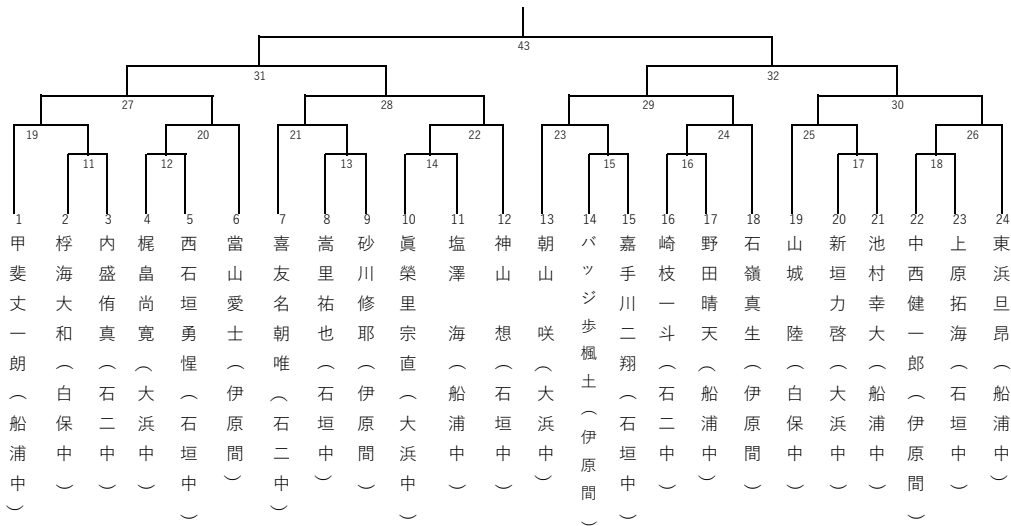 43
31 32
27 28 29 30
19 20 21 22 23 24 25 26
11 12 13 14 15 16 17 18
1 2 3 4 5 6 7 8 9 10 11 12 13 14 15 16 17 18 19 20 21 22 23 24
甲斐丈一朗(船浦中)
桴海大和(白保中)
内盛侑真(石二中)
梶畠尚寛(大浜中)
西石垣勇惺(石垣中)
當山愛士(伊原間)
喜友名朝唯(石二中)
嵩里祐也(石垣中)
砂川修耶(伊原間)
眞榮里宗直(大浜中)
塩澤 海(船浦中)
神山 想(石垣中)
朝山 咲(大浜中)
バッジ歩楓土(伊原間)
嘉手川二翔(石垣中)
崎枝一斗(石二中)
野田晴天(船浦中)
石嶺真生(伊原間)
山城 陸(白保中)
新垣力啓(大浜中)
池村幸大(船浦中)
中西健一郎(伊原間)
上原拓海(石垣中)
東浜旦昂(船浦中)